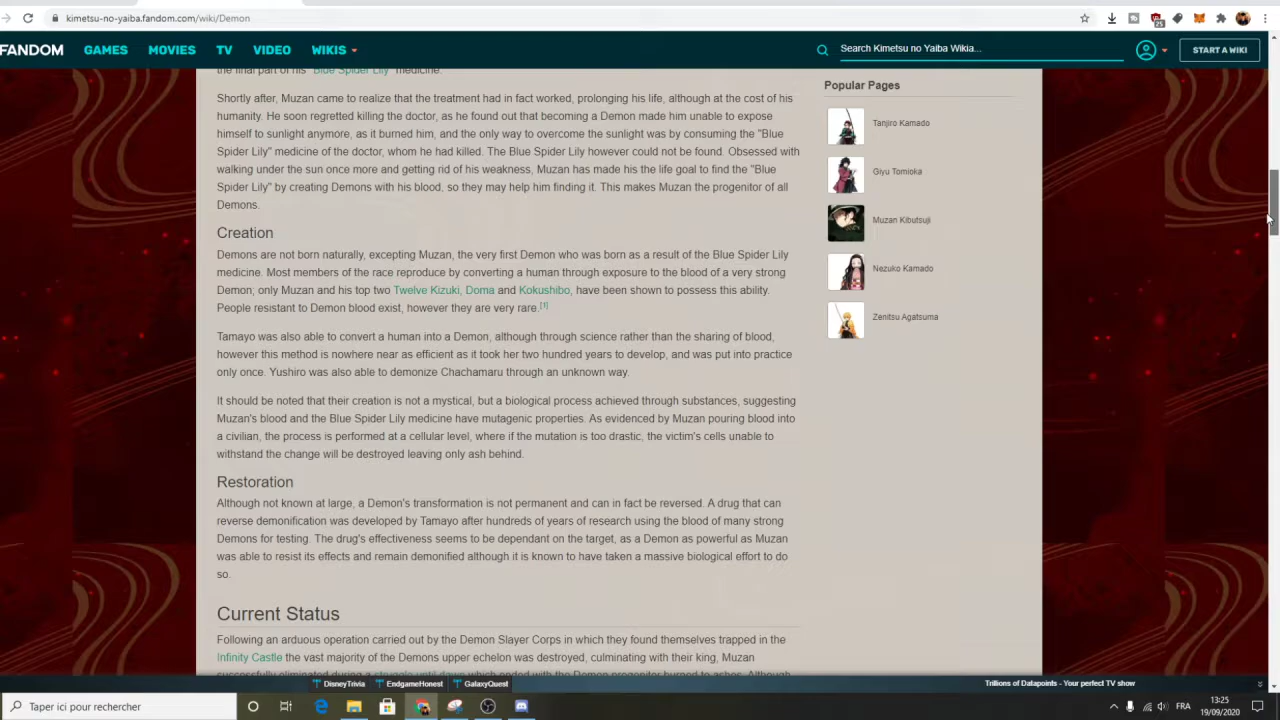 kimetsu-no-yaiba.fandom.com/wiki/Demon
25
FANDOM GAMES MOVIES TV VIDEO WIKIS
Search Kimetsu no Yaiba Wikia...
START A WIKI
the final part of his "Blue Spider Lily" medicine.
Shortly after, Muzan came to realize that the treatment had in fact worked, prolonging his life, although at the cost of his
humanity. He soon regretted killing the doctor, as he found out that becoming a Demon made him unable to expose
himself to sunlight anymore, as it burned him, and the only way to overcome the sunlight was by consuming the "Blue
Spider Lily" medicine of the doctor, whom he had killed. The Blue Spider Lily however could not be found. Obsessed with
walking under the sun once more and getting rid of his weakness, Muzan has made his the life goal to find the "Blue
Spider Lily" by creating Demons with his blood, so they may help him finding it. This makes Muzan the progenitor of all
Demons.
Creation
Demons are not born naturally, excepting Muzan, the very first Demon who was born as a result of the Blue Spider Lily
medicine. Most members of the race reproduce by converting a human through exposure to the blood of a very strong
Demon; only Muzan and his top two Twelve Kizuki, Doma and Kokushibo, have been shown to possess this ability.
People resistant to Demon blood exist, however they are very rare.[1]
Tamayo was also able to convert a human into a Demon, although through science rather than the sharing of blood,
however this method is nowhere near as efficient as it took her two hundred years to develop, and was put into practice
only once. Yushiro was also able to demonize Chachamaru through an unknown way.
It should be noted that their creation is not a mystical, but a biological process achieved through substances, suggesting
Muzan's blood and the Blue Spider Lily medicine have mutagenic properties. As evidenced by Muzan pouring blood into
a civilian, the process is performed at a cellular level, where if the mutation is too drastic, the victim's cells unable to
withstand the change will be destroyed leaving only ash behind.
Restoration
Although not known at large, a Demon's transformation is not permanent and can in fact be reversed. A drug that can
reverse demonification was developed by Tamayo after hundreds of years of research using the blood of many strong
Demons for testing. The drug's effectiveness seems to be dependant on the target, as a Demon as powerful as Muzan
was able to resist its effects and remain demonified although it is known to have taken a massive biological effort to do
so.
Current Status
Following an arduous operation carried out by the Demon Slayer Corps in which they found themselves trapped in the
Infinity Castle the vast majority of the Demons upper echelon was destroyed, culminating with their king, Muzan
successfully eliminated during a struggle until dawn which ended with the Demon progenitor burned to ashes. Although
Popular Pages
Tanjiro Kamado
Giyu Tomioka
Muzan Kibutsuji
Nezuko Kamado
Zenitsu Agatsuma
DisneyTrivia EndgameHonest GalaxyQuest
Trillions of Datapoints - Your perfect TV show
Taper ici pour rechercher
FRA
13:25
19/09/2020